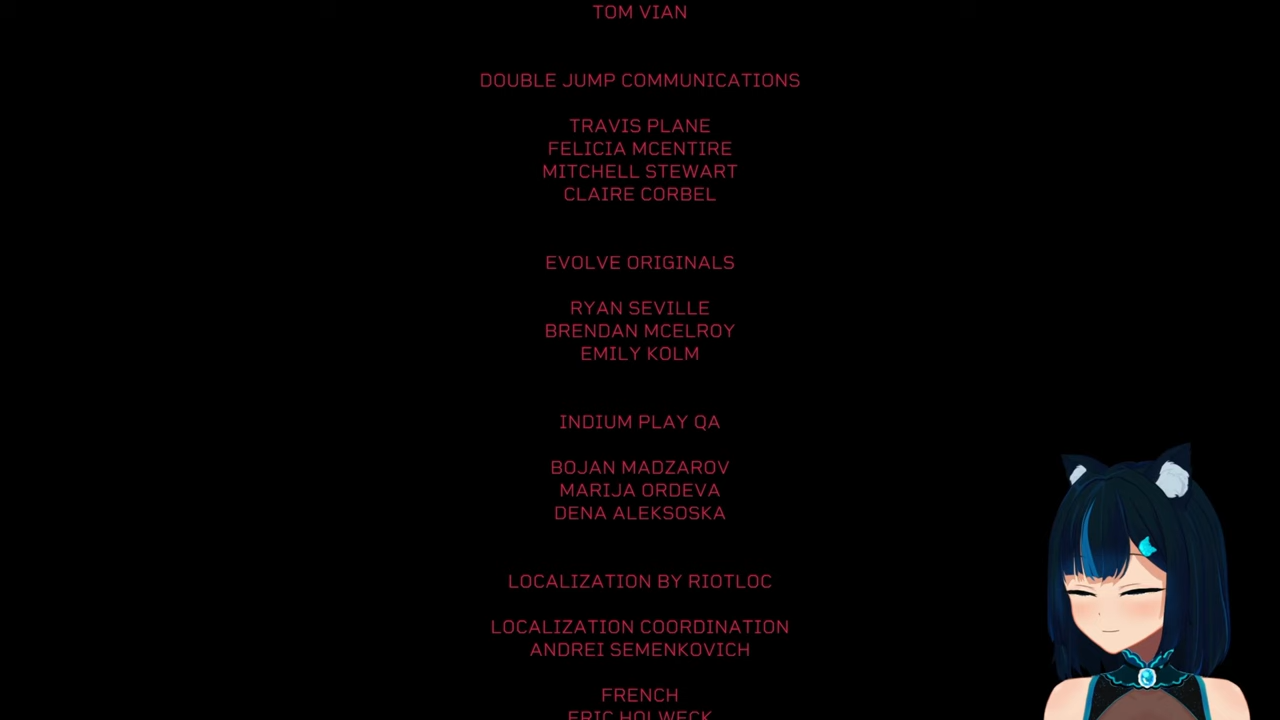 TOM VIAN
DOUBLE JUMP COMMUNICATIONS
TRAVIS PLANE
FELICIA MCENTIRE
MITCHELL STEWART
CLAIRE CORBEL
EVOLVE ORIGINALS
RYAN SEVILLE
BRENDAN MCELROY
EMILY KOLM
INDIUM PLAY QA
BOJAN MADZAROV
MARIJA ORDEVA
DENA ALEKSOSKA
LOCALIZATION BY RIOTLOC
LOCALIZATION COORDINATION
ANDREI SEMENKOVICH
FRENCH
ERIC HOLWECK